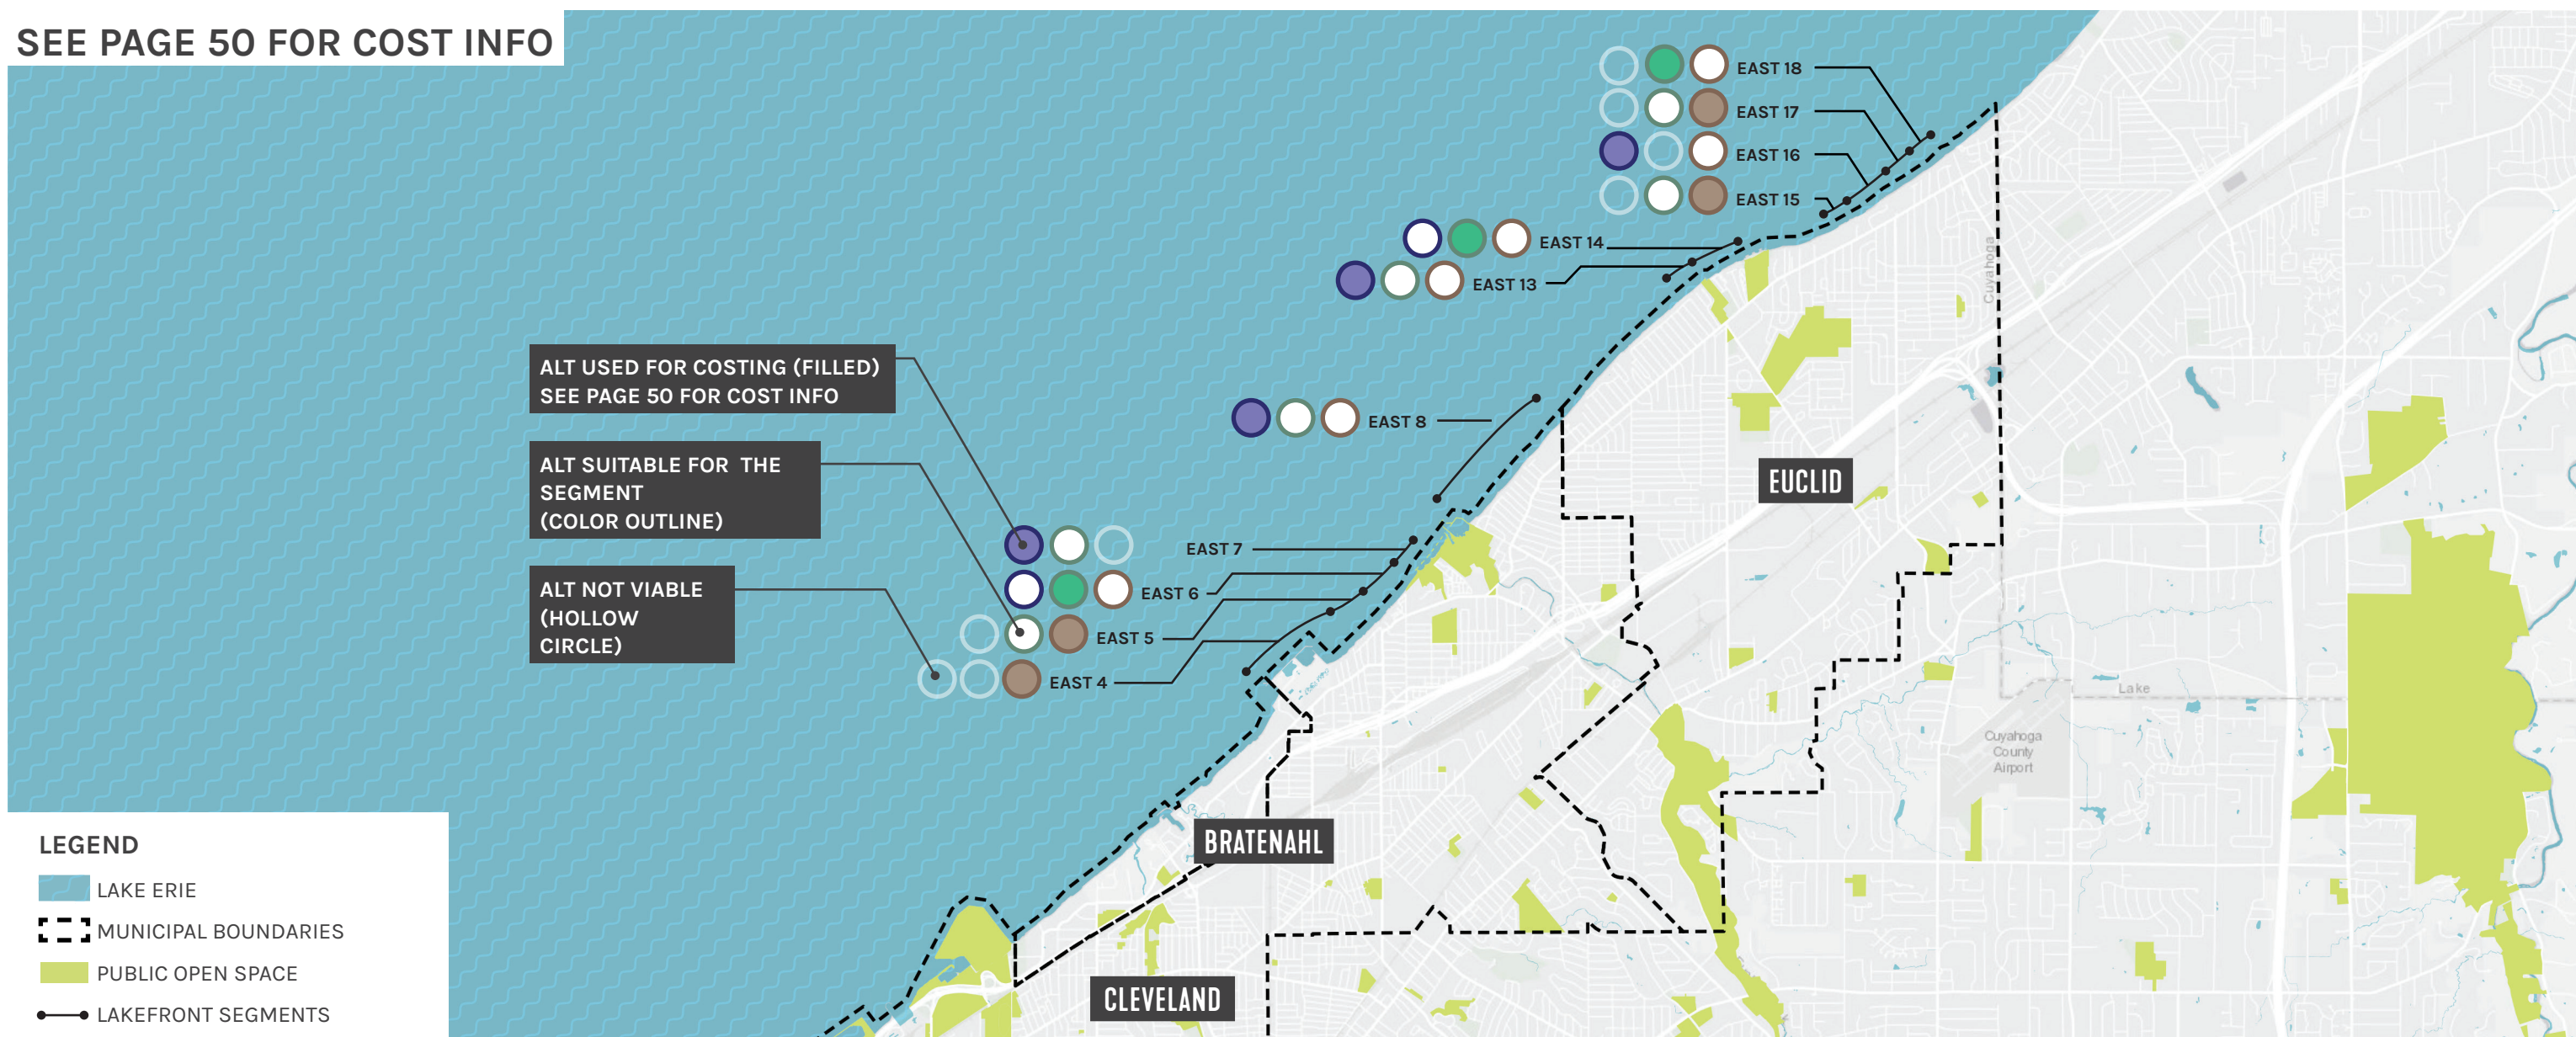 SEE PAGE 50 FOR COST INFO
EAST 18
EAST 17
EAST 16
EAST 15
EAST 14
EAST 13
Cuyahoga
ALT USED FOR COSTING (FILLED)
SEE PAGE 50 FOR COST INFO
EAST 8
ALT SUITABLE FOR THE
SEGMENT
(COLOR OUTLINE)
EUCLID
EAST 7
ALT NOT VIABLE
(HOLLOW
CIRCLE)
EAST 6
EAST 5
EAST 4
Lake
Cuyahoga
County
Airport
BRATENAHL
LEGEND
LAKE ERIE
MUNICIPAL BOUNDARIES
PUBLIC OPEN SPACE
LAKEFRONT SEGMENTS
CLEVELAND